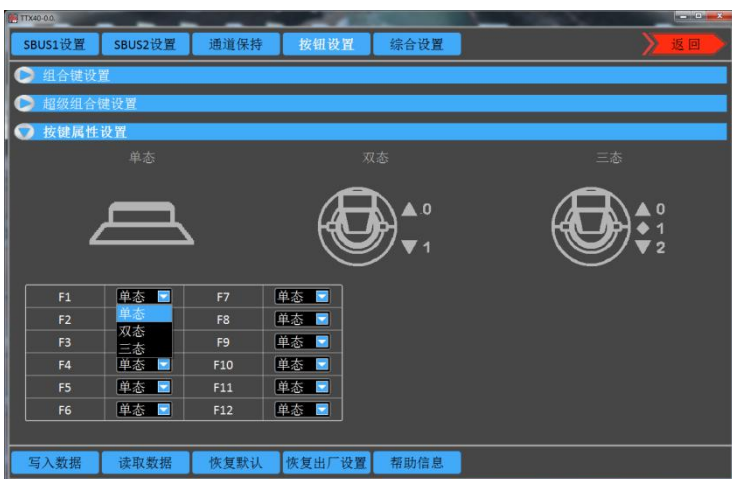 TTX40-0.0
SBUS1设置 SBUS2设置 通道保持 按钮设置 综合设置 返回
组合键设置
超级组合键设置
按键属性设置
单态 双态 三态
▲ 0 ▲ 0
◆ 1
▼ 1 ▼ 2
F1 单态 F7 单态
F2 单态 F8 单态
双态
F3 三态 F9 单态
F4 单态 F10 单态
F5 单态 F11 单态
F6 单态 F12 单态
写入数据 读取数据 恢复默认 恢复出厂设置 帮助信息